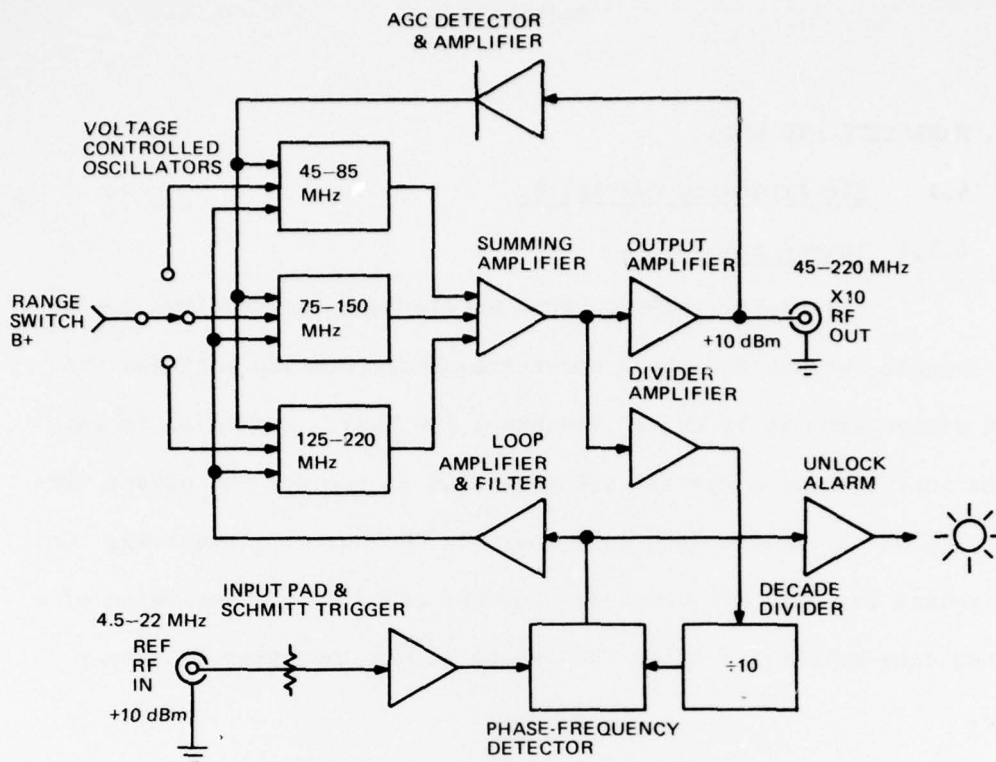 AGC DETECTOR
& AMPLIFIER
VOLTAGE
CONTROLLED
OSCILLATORS
45–85
MHz
SUMMING
AMPLIFIER
OUTPUT
AMPLIFIER
45–220 MHz
RANGE
SWITCH
B+
75–150
MHz
X10
RF
OUT
+10 dBm
DIVIDER
AMPLIFIER
125–220
MHz
LOOP
AMPLIFIER
& FILTER
UNLOCK
ALARM
INPUT PAD &
SCHMITT TRIGGER
DECADE
DIVIDER
4.5–22 MHz
REF
RF
IN
÷10
+10 dBm
PHASE-FREQUENCY
DETECTOR